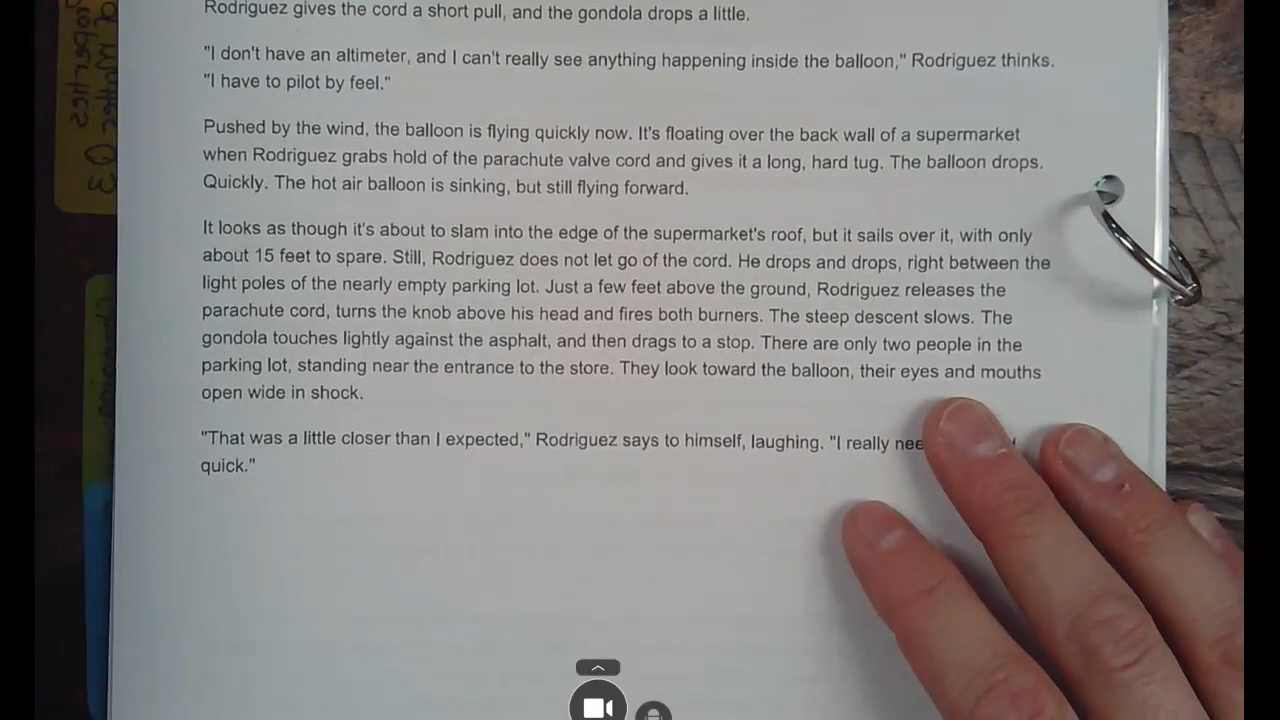 Rodriguez gives the cord a short pull, and the gondola drops a little.
"I don't have an altimeter, and I can't really see anything happening inside the balloon," Rodriguez thinks.
"I have to pilot by feel."
Pushed by the wind, the balloon is flying quickly now. It's floating over the back wall of a supermarket
when Rodriguez grabs hold of the parachute valve cord and gives it a long, hard tug. The balloon drops.
Quickly. The hot air balloon is sinking, but still flying forward.
It looks as though it's about to slam into the edge of the supermarket's roof, but it sails over it, with only
about 15 feet to spare. Still, Rodriguez does not let go of the cord. He drops and drops, right between the
light poles of the nearly empty parking lot. Just a few feet above the ground, Rodriguez releases the
parachute cord, turns the knob above his head and fires both burners. The steep descent slows. The
gondola touches lightly against the asphalt, and then drags to a stop. There are only two people in the
parking lot, standing near the entrance to the store. They look toward the balloon, their eyes and mouths
open wide in shock.
"That was a little closer than I expected," Rodriguez says to himself, laughing. "I really
quick."